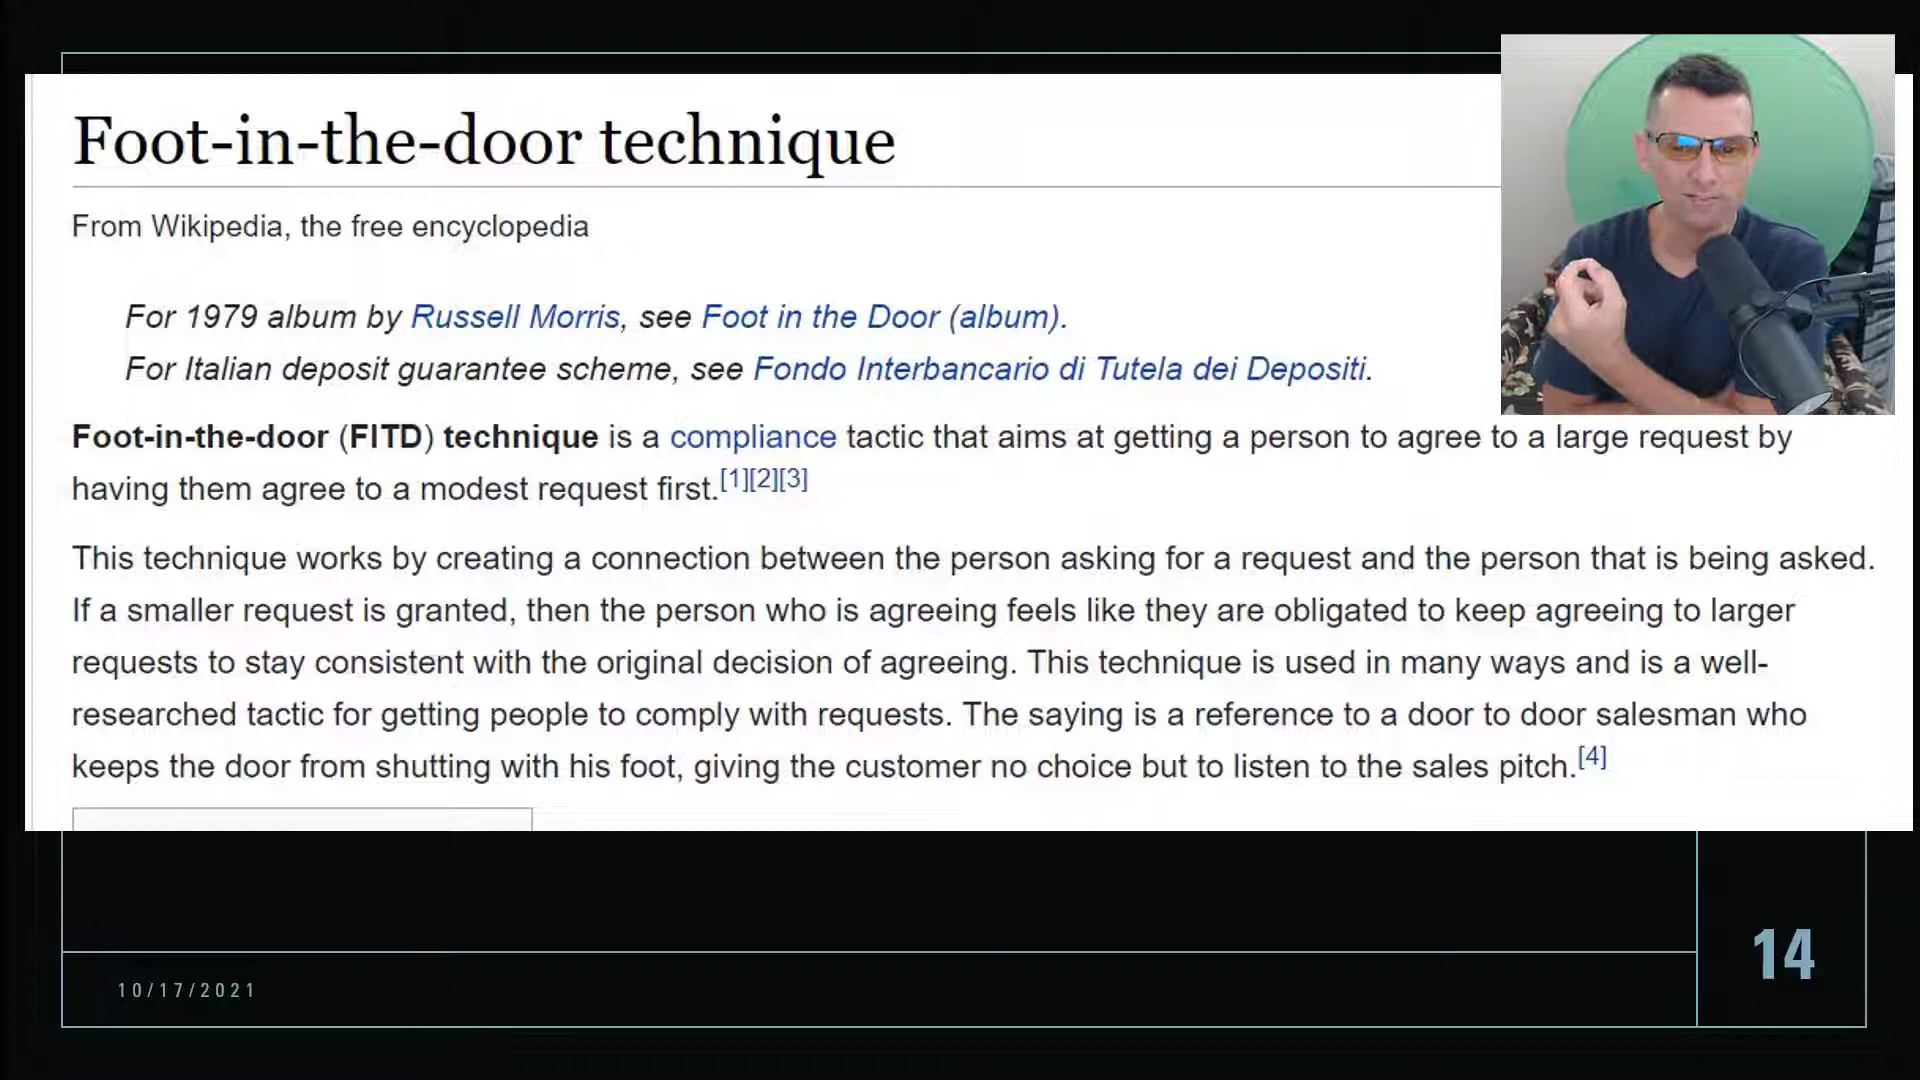 Foot-in-the-door technique
From Wikipedia, the free encyclopedia
For 1979 album by Russell Morris, see Foot in the Door (album).
For Italian deposit guarantee scheme, see Fondo Interbancario di Tutela dei Depositi.
Foot-in-the-door (FITD) technique is a compliance tactic that aims at getting a person to agree to a large request by
having them agree to a modest request first.[1][2][3]
This technique works by creating a connection between the person asking for a request and the person that is being asked.
If a smaller request is granted, then the person who is agreeing feels like they are obligated to keep agreeing to larger
requests to stay consistent with the original decision of agreeing. This technique is used in many ways and is a well-
researched tactic for getting people to comply with requests. The saying is a reference to a door to door salesman who
keeps the door from shutting with his foot, giving the customer no choice but to listen to the sales pitch.[4]
10/17/2021
14